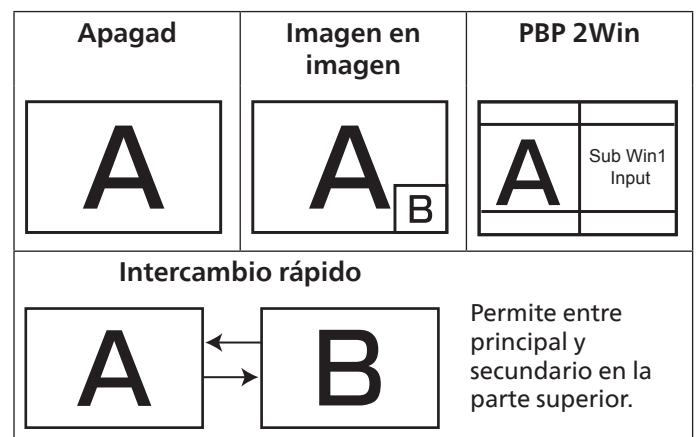 Apagad
Imagen en
imagen
PBP 2Win
A
A
B
A
Sub Win1
Input
Intercambio rápido
A
B
Permite entre
principal y
secundario en la
parte superior.